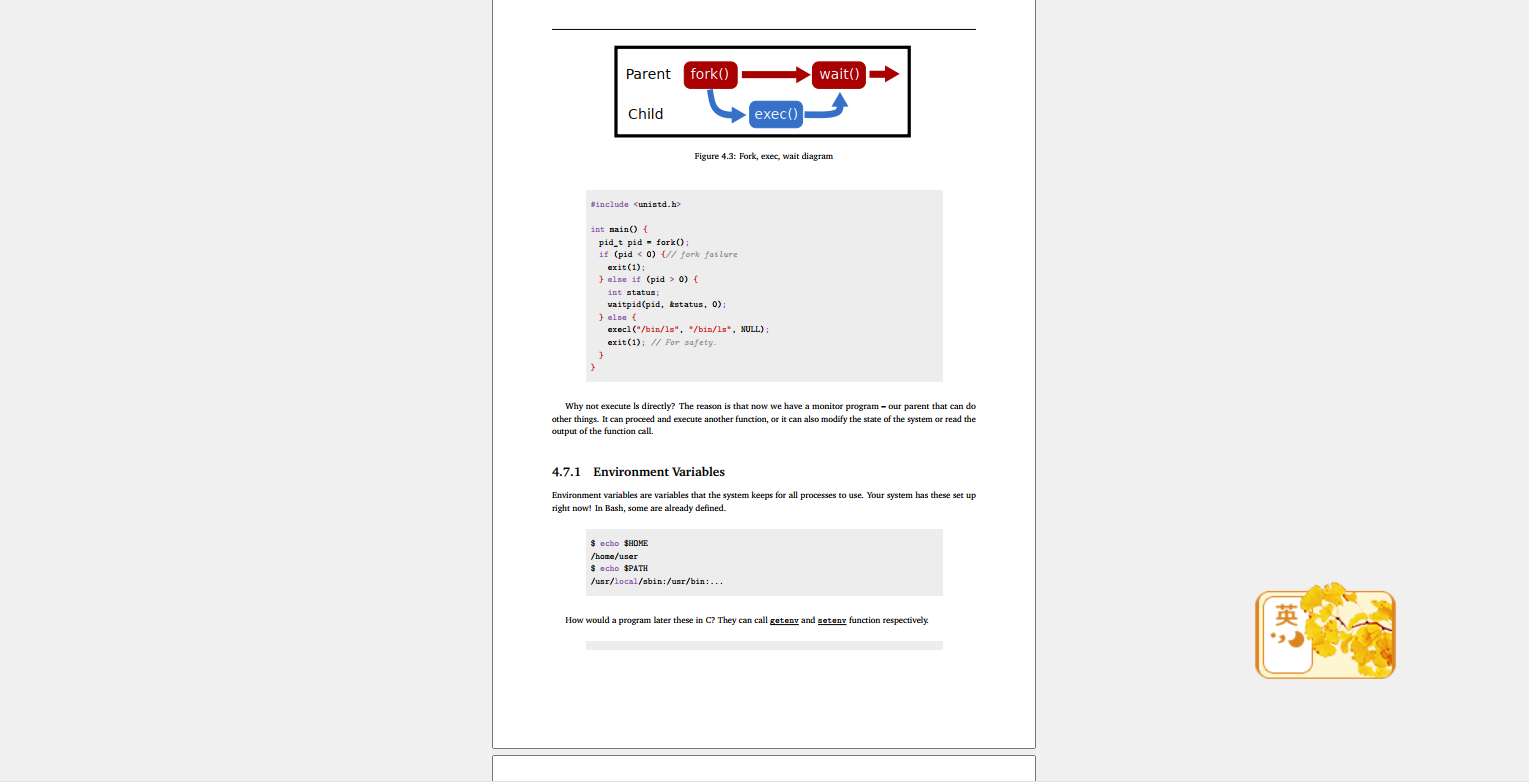 Parent fork() wait()
Child exec()
Figure 4.3: Fork, exec, wait diagram
#include <unistd.h>
int main() {
pid_t pid = fork();
if (pid < 0) {// fork failure
exit(1);
} else if (pid > 0) {
int status;
waitpid(pid, &status, 0);
} else {
execl("/bin/ls", "/bin/ls", NULL);
exit(1); // For safety.
}
}
Why not execute ls directly? The reason is that now we have a monitor program – our parent that can do
other things. It can proceed and execute another function, or it can also modify the state of the system or read the
output of the function call.
4.7.1 Environment Variables
Environment variables are variables that the system keeps for all processes to use. Your system has these set up
right now! In Bash, some are already defined.
$ echo $HOME
/home/user
$ echo $PATH
/usr/local/sbin:/usr/bin:...
How would a program later these in C? They can call getenv and setenv function respectively.
英